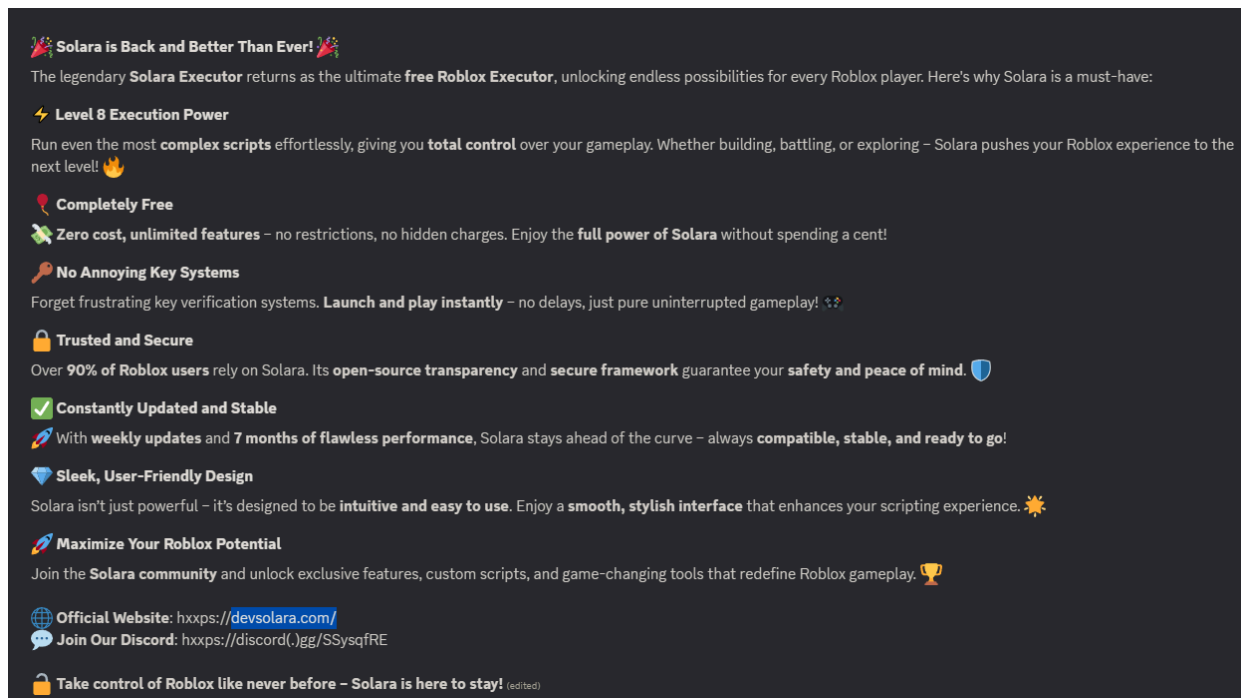 🎉 Solara is Back and Better Than Ever! 🎉
The legendary Solara Executor returns as the ultimate free Roblox Executor, unlocking endless possibilities for every Roblox player. Here's why Solara is a must-have:
⚡ Level 8 Execution Power
Run even the most complex scripts effortlessly, giving you total control over your gameplay. Whether building, battling, or exploring – Solara pushes your Roblox experience to the
next level! 🔥
🎈 Completely Free
💸 Zero cost, unlimited features – no restrictions, no hidden charges. Enjoy the full power of Solara without spending a cent!
🔑 No Annoying Key Systems
Forget frustrating key verification systems. Launch and play instantly – no delays, just pure uninterrupted gameplay! 🎮
🔒 Trusted and Secure
Over 90% of Roblox users rely on Solara. Its open-source transparency and secure framework guarantee your safety and peace of mind. 🛡️
✅ Constantly Updated and Stable
🚀 With weekly updates and 7 months of flawless performance, Solara stays ahead of the curve – always compatible, stable, and ready to go!
💎 Sleek, User-Friendly Design
Solara isn't just powerful – it's designed to be intuitive and easy to use. Enjoy a smooth, stylish interface that enhances your scripting experience. 🌟
🚀 Maximize Your Roblox Potential
Join the Solara community and unlock exclusive features, custom scripts, and game-changing tools that redefine Roblox gameplay. 🏆
🌐 Official Website: hxxps://devsolara.com/
💬 Join Our Discord: hxxps://discord(.)gg/SSysqfRE
🔓 Take control of Roblox like never before – Solara is here to stay! (edited)